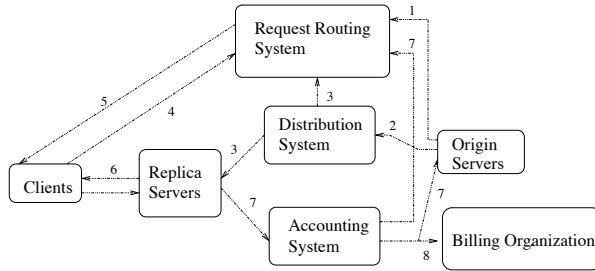 1
Request Routing
System
7
5
4
3
Distribution
System
2
Origin
Servers
3
6
Replica
Servers
Clients
7
7
Accounting
System
8
Billing Organization